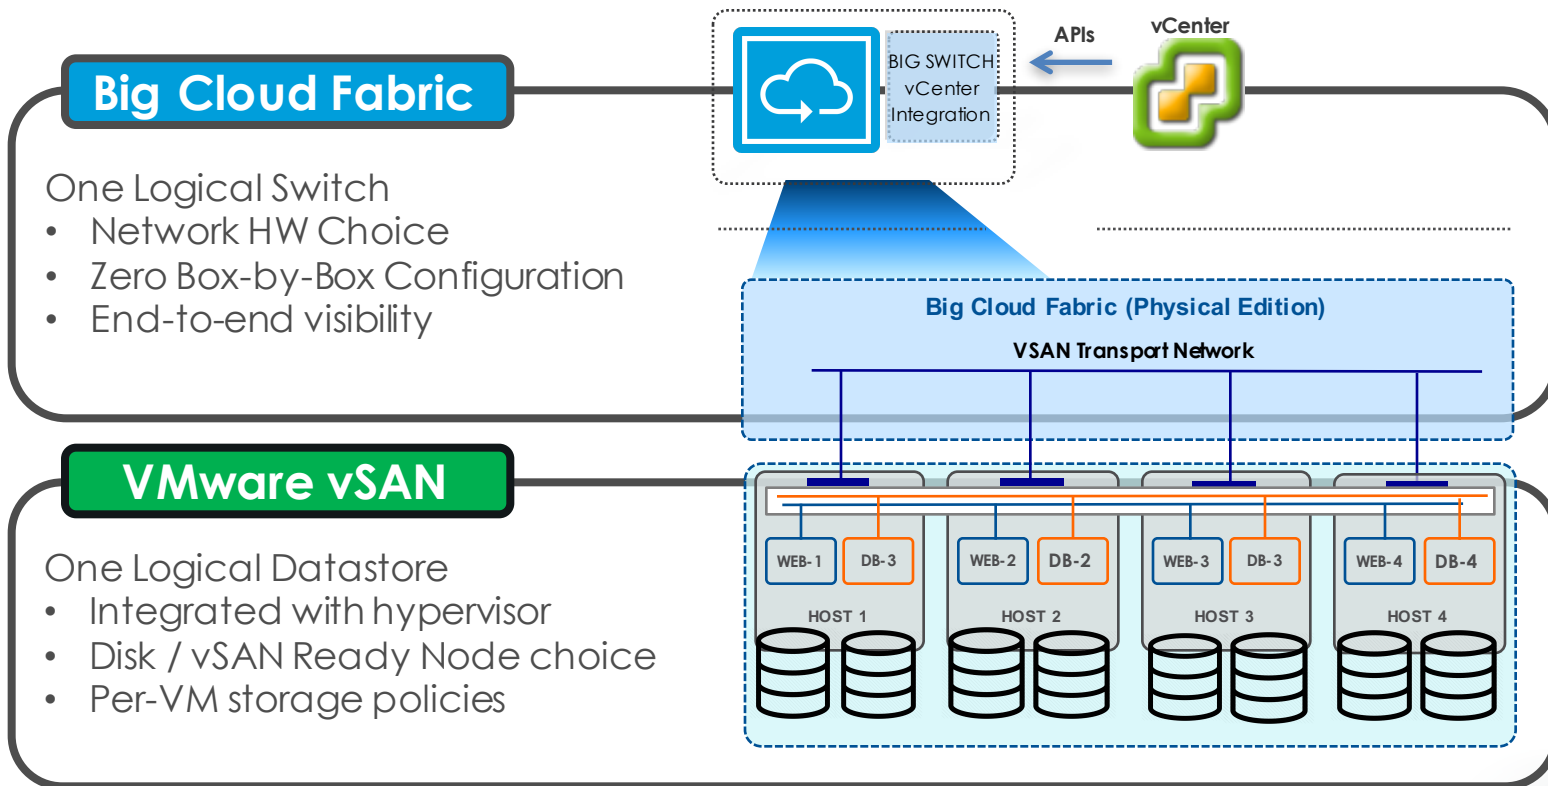 Big Cloud Fabric
One Logical Switch
• Network HW Choice
• Zero Box-by-Box Configuration
• End-to-end visibility
BIG SWITCH
vCenter
Integration
APIs
vCenter
Big Cloud Fabric (Physical Edition)
VSAN Transport Network
VMware vSAN
One Logical Datastore
• Integrated with hypervisor
• Disk / vSAN Ready Node choice
• Per-VM storage policies
WEB-1 DB-3 WEB-2 DB-2 WEB-3 DB-3 WEB-4 DB-4
HOST 1 HOST 2 HOST 3 HOST 4